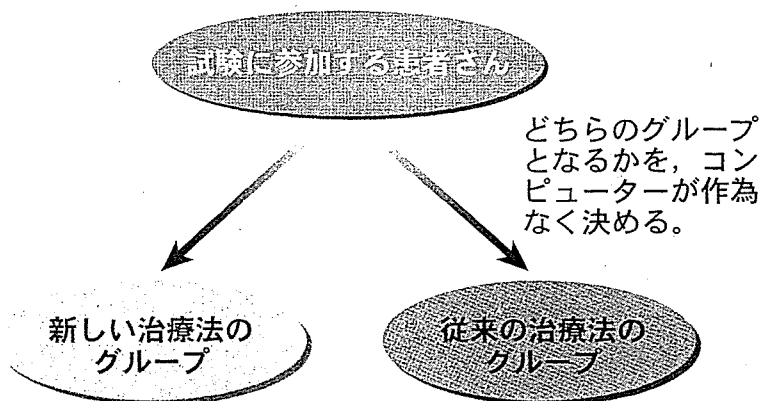 試験に参加する患者さん
どちらのグループ
となるかを，コン
ピューターが作為
なく決める。
新しい治療法の
グループ
従来の治療法の
グループ